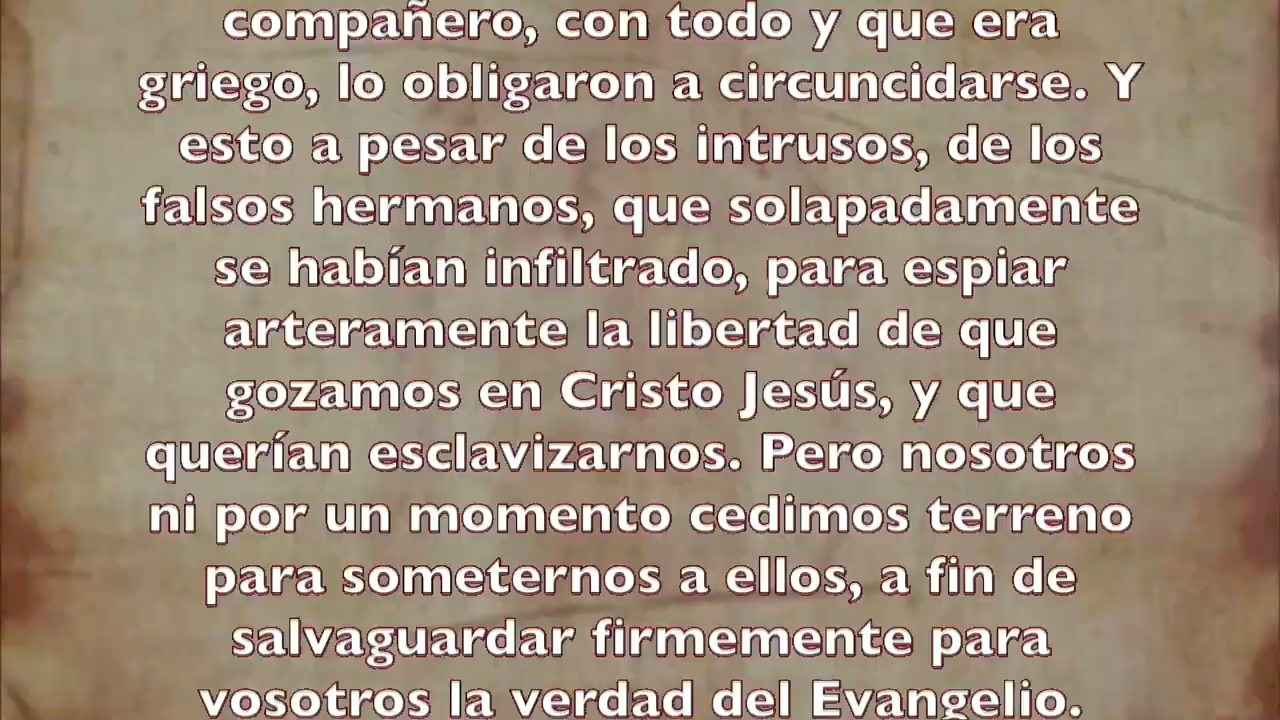 compañero, con todo y que era
griego, lo obligaron a circuncidarse. Y
esto a pesar de los intrusos, de los
falsos hermanos, que solapadamente
se habían infiltrado, para espiar
arteramente la libertad de que
gozamos en Cristo Jesús, y que
querían esclavizarnos. Pero nosotros
ni por un momento cedimos terreno
para someternos a ellos, a fin de
salvaguardar firmemente para
vosotros la verdad del Evangelio.